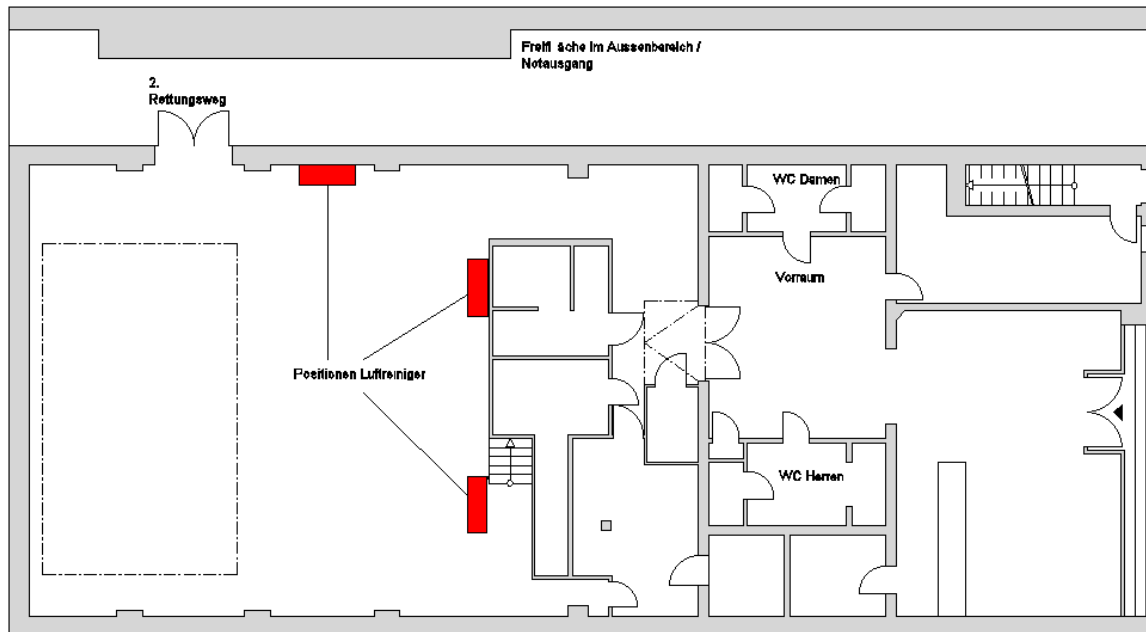 Freifl äche im Aussenbereich /
Notausgang
2.
Rettungsweg
WC Damen
Vorraum
Positionen Luftreiniger
WC Herren